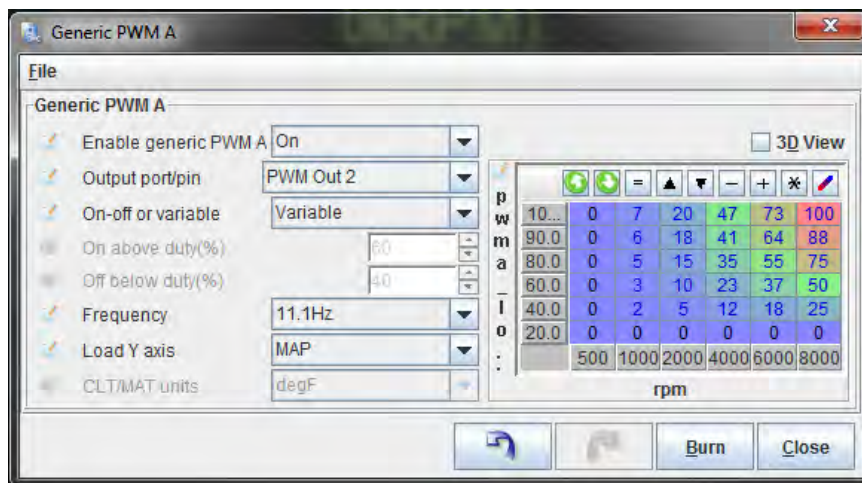 Generic PWM A
File
Generic PWM A
Enable generic PWM A On
3D View
Output port/pin PWM Out 2
On-off or variable Variable
On above duty(%) 60
Off below duty(%) 40
Frequency 11.1Hz
Load Y axis MAP
CLT/MAT units degF
pwma_lo:
= - + *
10... 0 7 20 47 73 100
90.0 0 6 18 41 64 88
80.0 0 5 15 35 55 75
60.0 0 3 10 23 37 50
40.0 0 2 5 12 18 25
20.0 0 0 0 0 0 0
500 1000 2000 4000 6000 8000
rpm
Burn Close